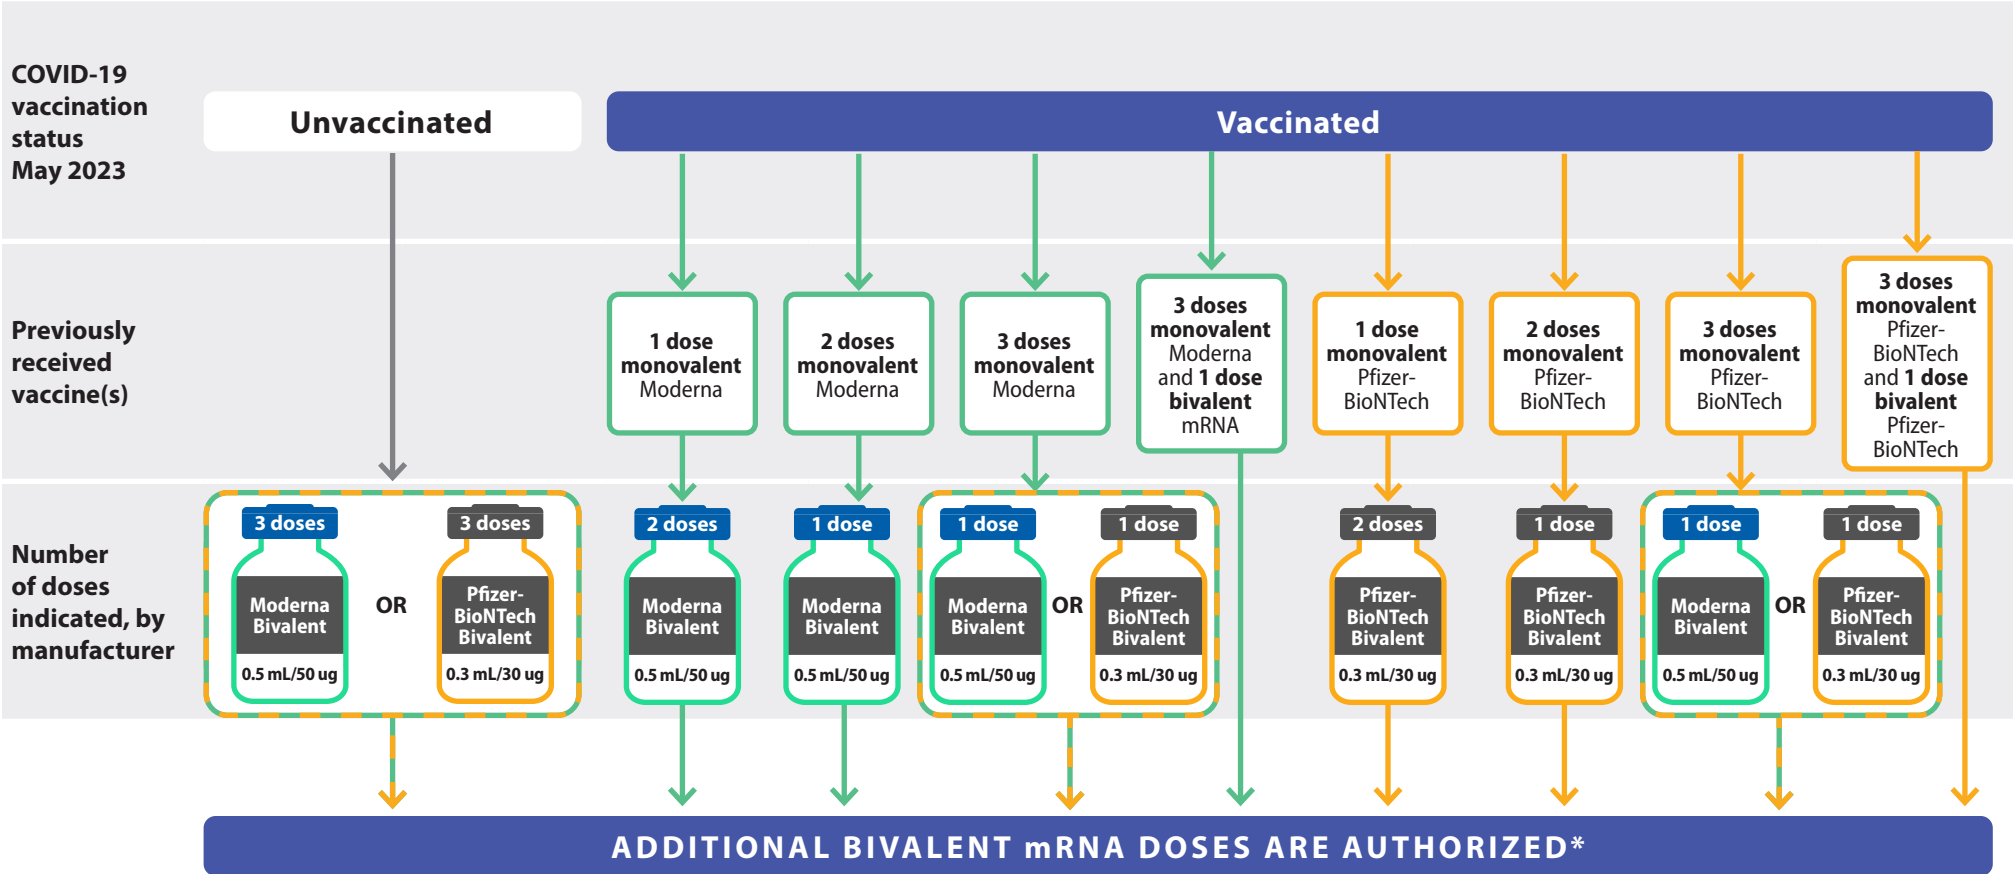 COVID-19
vaccination
status
May 2023
Unvaccinated
Vaccinated
Previously
received
vaccine(s)
1 dose
monovalent
Moderna
2 doses
monovalent
Moderna
3 doses
monovalent
Moderna
3 doses
monovalent
Moderna
and 1 dose
bivalent
mRNA
1 dose
monovalent
Pfizer-
BioNTech
2 doses
monovalent
Pfizer-
BioNTech
3 doses
monovalent
Pfizer-
BioNTech
3 doses
monovalent
Pfizer-
BioNTech
and 1 dose
bivalent
Pfizer-
BioNTech
Number
of doses
indicated, by
manufacturer
3 doses
Moderna
Bivalent
0.5 mL/50 ug
OR
3 doses
Pfizer-
BioNTech
Bivalent
0.3 mL/30 ug
2 doses
Moderna
Bivalent
0.5 mL/50 ug
1 dose
Moderna
Bivalent
0.5 mL/50 ug
1 dose
Moderna
Bivalent
0.5 mL/50 ug
OR
1 dose
Pfizer-
BioNTech
Bivalent
0.3 mL/30 ug
2 doses
Pfizer-
BioNTech
Bivalent
0.3 mL/30 ug
1 dose
Pfizer-
BioNTech
Bivalent
0.3 mL/30 ug
1 dose
Moderna
Bivalent
0.5 mL/50 ug
OR
1 dose
Pfizer-
BioNTech
Bivalent
0.3 mL/30 ug
ADDITIONAL BIVALENT mRNA DOSES ARE AUTHORIZED*